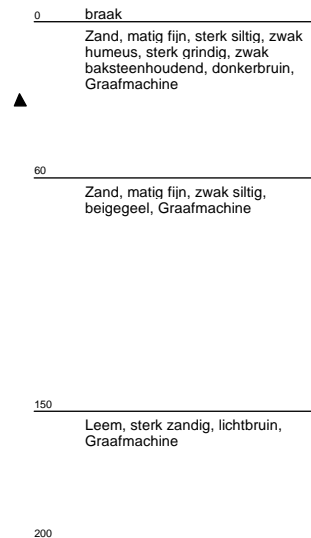 0 braak
Zand, matig fijn, sterk siltig, zwak
humeus, sterk grindig, zwak
baksteenhoudend, donkerbruin,
Graafmachine
60
Zand, matig fijn, zwak siltig,
beigegeel, Graafmachine
150
Leem, sterk zandig, lichtbruin,
Graafmachine
200